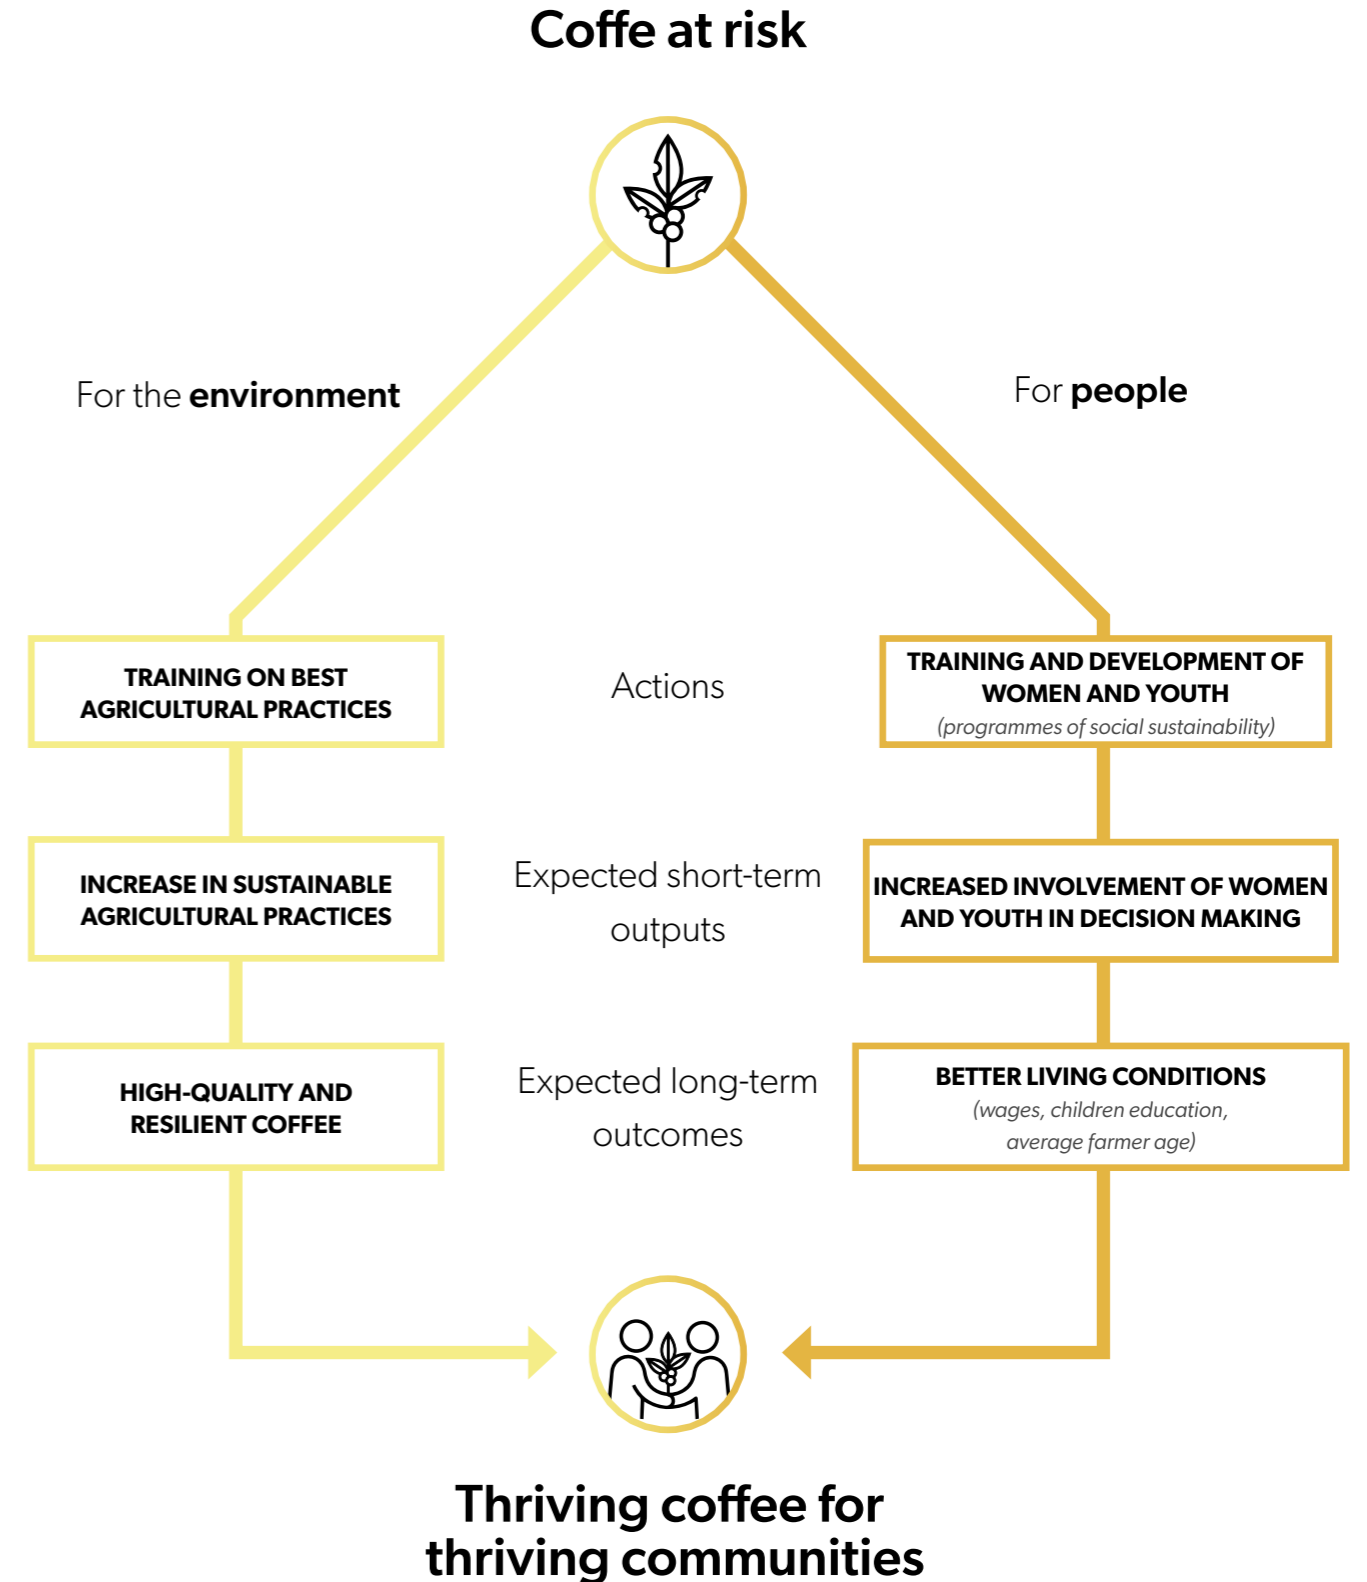 Coffe at risk
For the environment
For people
TRAINING ON BEST
AGRICULTURAL PRACTICES
Actions
TRAINING AND DEVELOPMENT OF
WOMEN AND YOUTH
(programmes of social sustainability)
INCREASE IN SUSTAINABLE
AGRICULTURAL PRACTICES
Expected short-term
outputs
INCREASED INVOLVEMENT OF WOMEN
AND YOUTH IN DECISION MAKING
HIGH-QUALITY AND
RESILIENT COFFEE
Expected long-term
outcomes
BETTER LIVING CONDITIONS
(wages, children education,
average farmer age)
Thriving coffee for
thriving communities